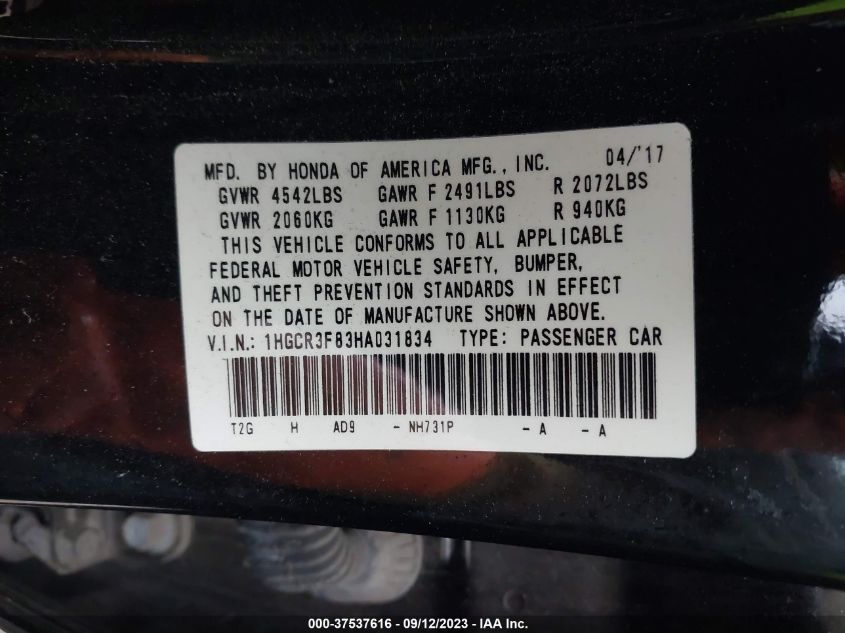 MFD. BY HONDA OF AMERICA MFG., INC. 04/'17
GVWR 4542LBS GAWR F 2491LBS R 2072LBS
GVWR 2060KG GAWR F 1130KG R 940KG
THIS VEHICLE CONFORMS TO ALL APPLICABLE
FEDERAL MOTOR VEHICLE SAFETY, BUMPER,
AND THEFT PREVENTION STANDARDS IN EFFECT
ON THE DATE OF MANUFACTURE SHOWN ABOVE.
V.I.N.: 1HGCR3F83HA031834 TYPE: PASSENGER CAR
T2G H AD9 - NH731P - A - A
000-37537616 - 09/12/2023 - IAA Inc.